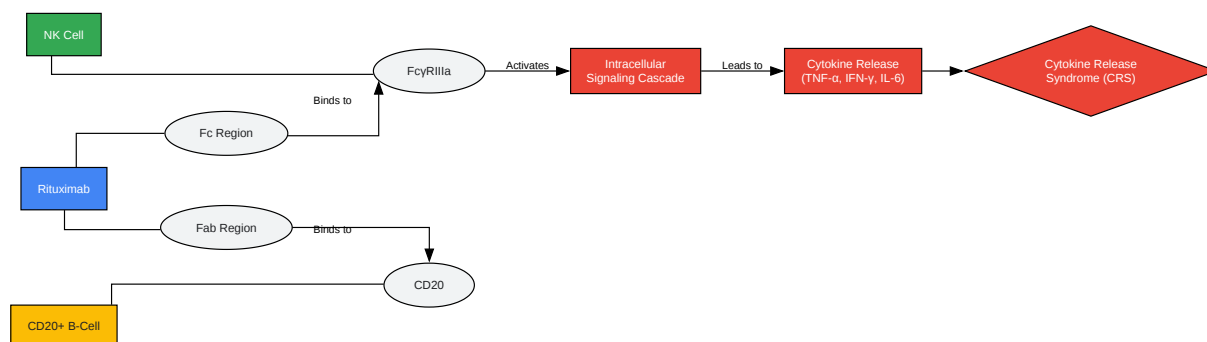 NK Cell
FcγRIIIa
Activates
Intracellular
Signaling Cascade
Leads to
Cytokine Release
(TNF-α, IFN-γ, IL-6)
Cytokine Release
Syndrome (CRS)
Binds to
Fc Region
Rituximab
Fab Region
Binds to
CD20
CD20+ B-Cell